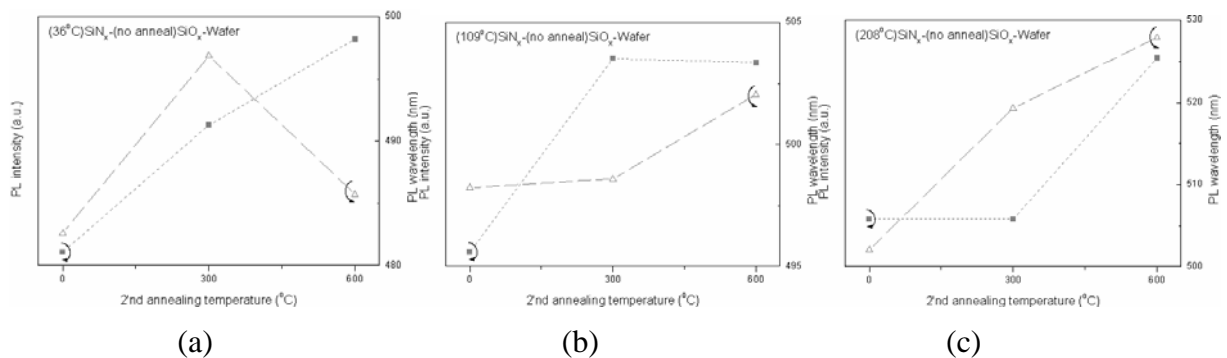 (36°C)SiNx-(no anneal)SiOx-Wafer
PL intensity (a.u.)
500
490
480
PL wavelength (nm)
0 300 600
2'nd annealing temperature (°C)
(a)
(109°C)SiNx-(no anneal)SiOx-Wafer
PL intensity (a.u.)
505
500
495
PL wavelength (nm)
0 300 600
2'nd annealing temperature (°C)
(b)
(208°C)SiNx-(no anneal)SiOx-Wafer
PL intensity (a.u.)
530
520
510
500
PL wavelength (nm)
0 300 600
2'nd annealing temperature (°C)
(c)